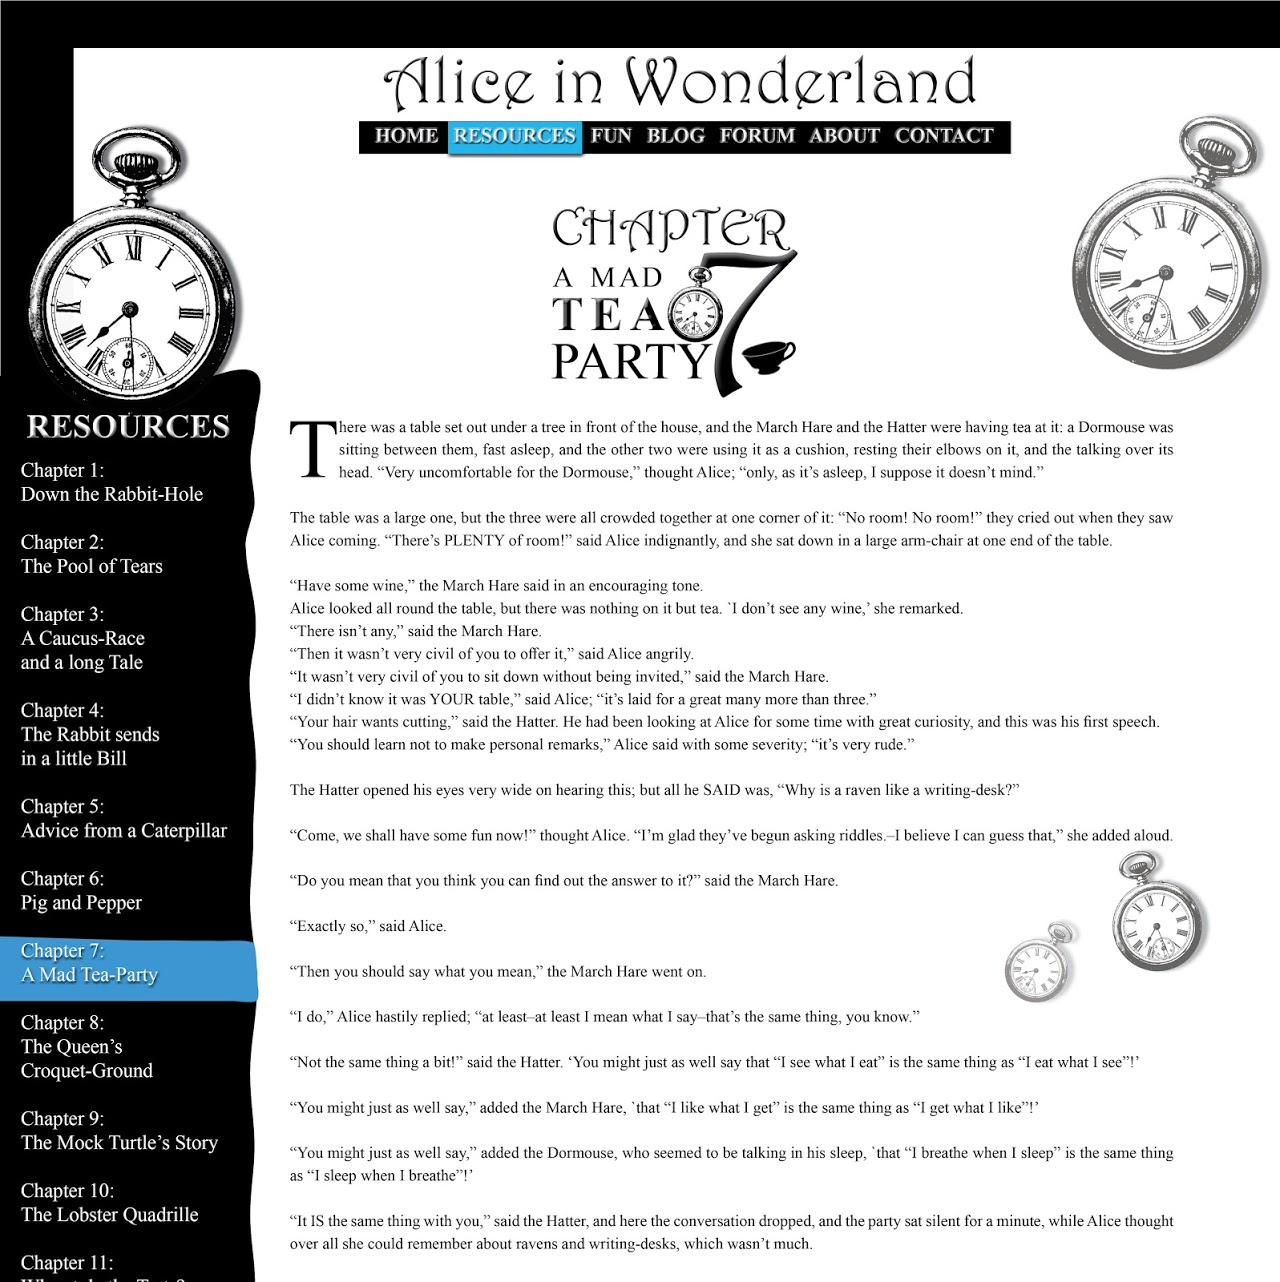 Alice in Wonderland
HOME RESOURCES FUN BLOG FORUM ABOUT CONTACT
CHAPTER
7
A MAD
TEA
PARTY
RESOURCES
Chapter 1:
Down the Rabbit-Hole
Chapter 2:
The Pool of Tears
Chapter 3:
A Caucus-Race
and a long Tale
Chapter 4:
The Rabbit sends
in a little Bill
Chapter 5:
Advice from a Caterpillar
Chapter 6:
Pig and Pepper
Chapter 7:
A Mad Tea-Party
Chapter 8:
The Queen’s
Croquet-Ground
Chapter 9:
The Mock Turtle’s Story
Chapter 10:
The Lobster Quadrille
Chapter 11:
There was a table set out under a tree in front of the house, and the March Hare and the Hatter were having tea at it: a Dormouse was
sitting between them, fast asleep, and the other two were using it as a cushion, resting their elbows on it, and the talking over its
head. “Very uncomfortable for the Dormouse,” thought Alice; “only, as it’s asleep, I suppose it doesn’t mind.”
The table was a large one, but the three were all crowded together at one corner of it: “No room! No room!” they cried out when they saw
Alice coming. “There’s PLENTY of room!” said Alice indignantly, and she sat down in a large arm-chair at one end of the table.
“Have some wine,” the March Hare said in an encouraging tone.
Alice looked all round the table, but there was nothing on it but tea. `I don’t see any wine,’ she remarked.
“There isn’t any,” said the March Hare.
“Then it wasn’t very civil of you to offer it,” said Alice angrily.
“It wasn’t very civil of you to sit down without being invited,” said the March Hare.
“I didn’t know it was YOUR table,” said Alice; “it’s laid for a great many more than three.”
“Your hair wants cutting,” said the Hatter. He had been looking at Alice for some time with great curiosity, and this was his first speech.
“You should learn not to make personal remarks,” Alice said with some severity; “it’s very rude.”
The Hatter opened his eyes very wide on hearing this; but all he SAID was, “Why is a raven like a writing-desk?”
“Come, we shall have some fun now!” thought Alice. “I’m glad they’ve begun asking riddles.–I believe I can guess that,” she added aloud.
“Do you mean that you think you can find out the answer to it?” said the March Hare.
“Exactly so,” said Alice.
“Then you should say what you mean,” the March Hare went on.
“I do,” Alice hastily replied; “at least–at least I mean what I say–that’s the same thing, you know.”
“Not the same thing a bit!” said the Hatter. ‘You might just as well say that “I see what I eat” is the same thing as “I eat what I see”!’
“You might just as well say,” added the March Hare, `that “I like what I get” is the same thing as “I get what I like”!’
“You might just as well say,” added the Dormouse, who seemed to be talking in his sleep, `that “I breathe when I sleep” is the same thing
as “I sleep when I breathe”!’
“It IS the same thing with you,” said the Hatter, and here the conversation dropped, and the party sat silent for a minute, while Alice thought
over all she could remember about ravens and writing-desks, which wasn’t much.